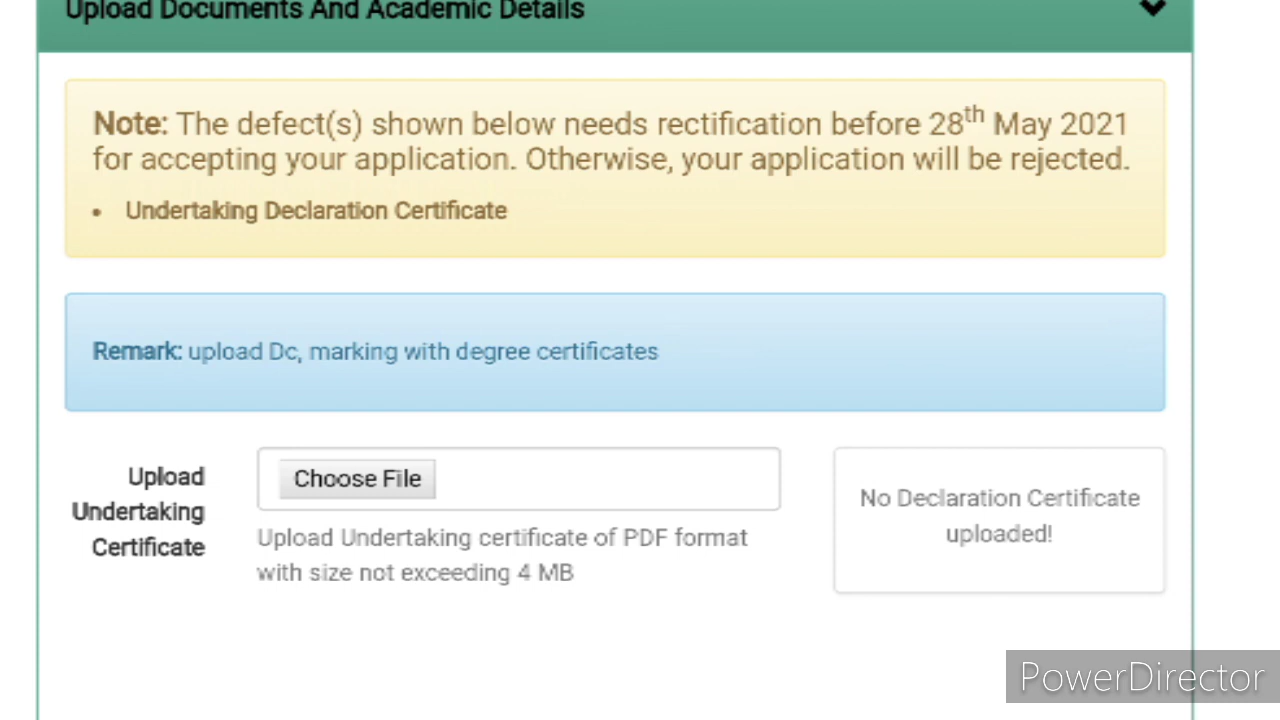 Upload Documents And Academic Details
Note: The defect(s) shown below needs rectification before 28th May 2021
for accepting your application. Otherwise, your application will be rejected.
• Undertaking Declaration Certificate
Remark: upload Dc, marking with degree certificates
Upload
Undertaking
Certificate
Choose File
Upload Undertaking certificate of PDF format
with size not exceeding 4 MB
No Declaration Certificate
uploaded!
PowerDirector